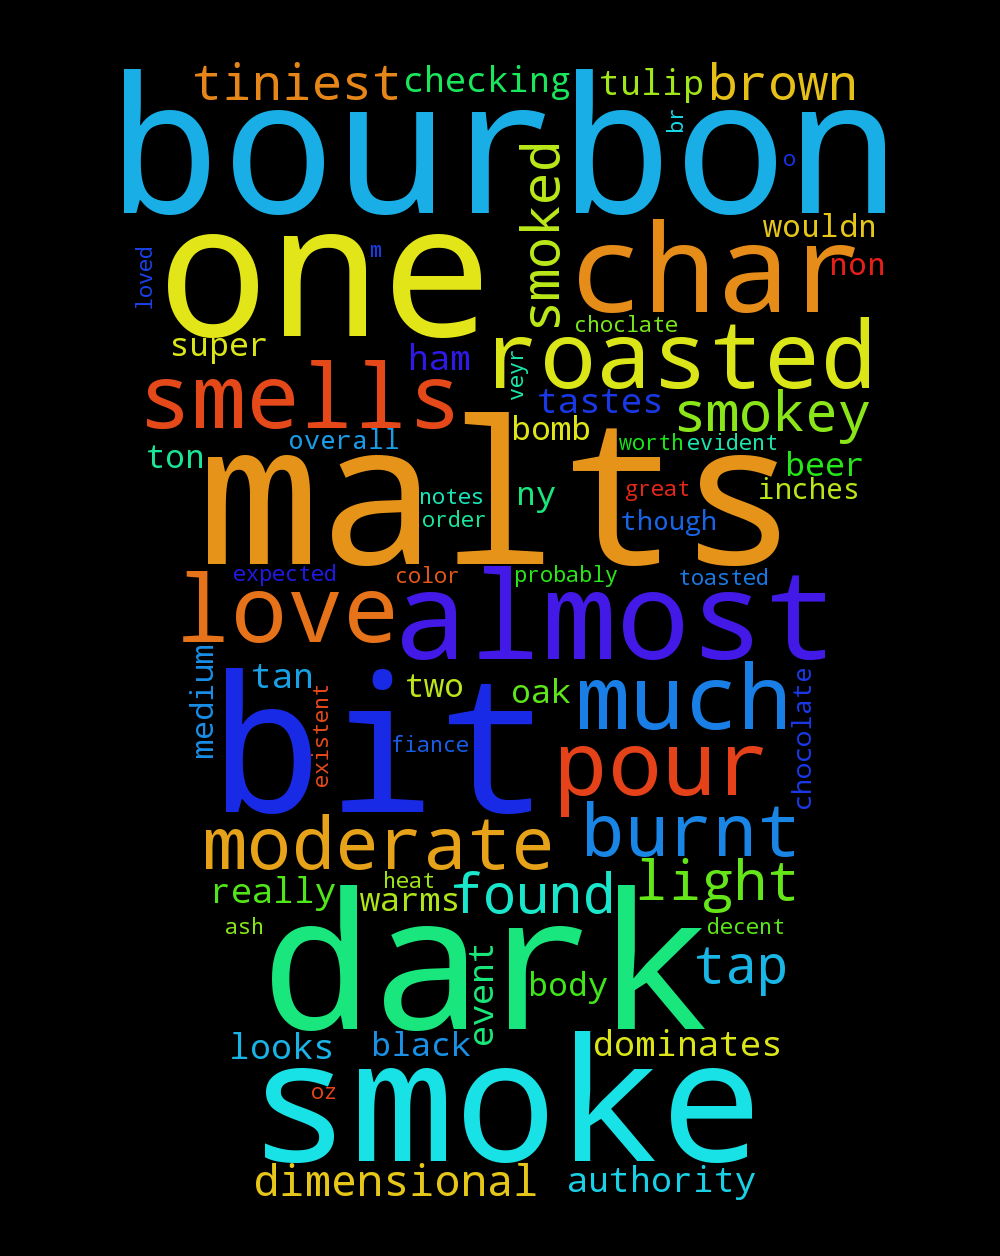 tiniest checking tulip brown
bourbon
br
o
smoked
one
m
loved
char
wouldn
non
super
ham
choclate
roasted
veyr
smells
tastes
smokey
bomb
overall
worth evident
ton
beer
malts
notes
ny
great
inches
order
though
expected color probably toasted
love
almost
medium
tan
two
oak
much
chocolate
existent
bit
fiance
pour
moderate
burnt
really
heat
warms
found
light
ash
dark
decent
event
body
tap
looks
black
dominates
smoke
oz
dimensional
authority